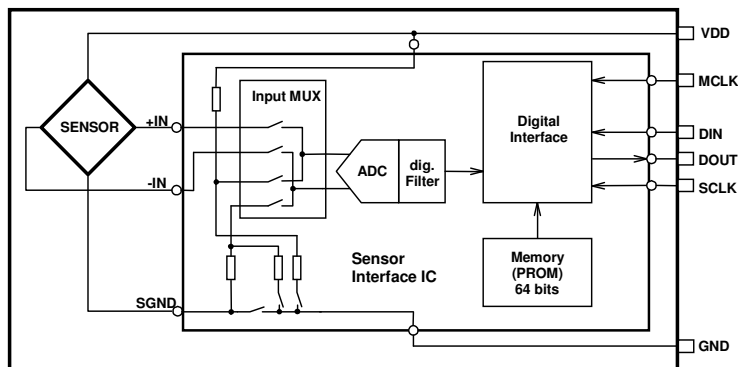 VDD
MCLK
Input MUX
+IN
SENSOR
Digital
Interface
DIN
DOUT
ADC
dig.
Filter
-IN
SCLK
Sensor
Interface IC
Memory
(PROM)
64 bits
SGND
GND